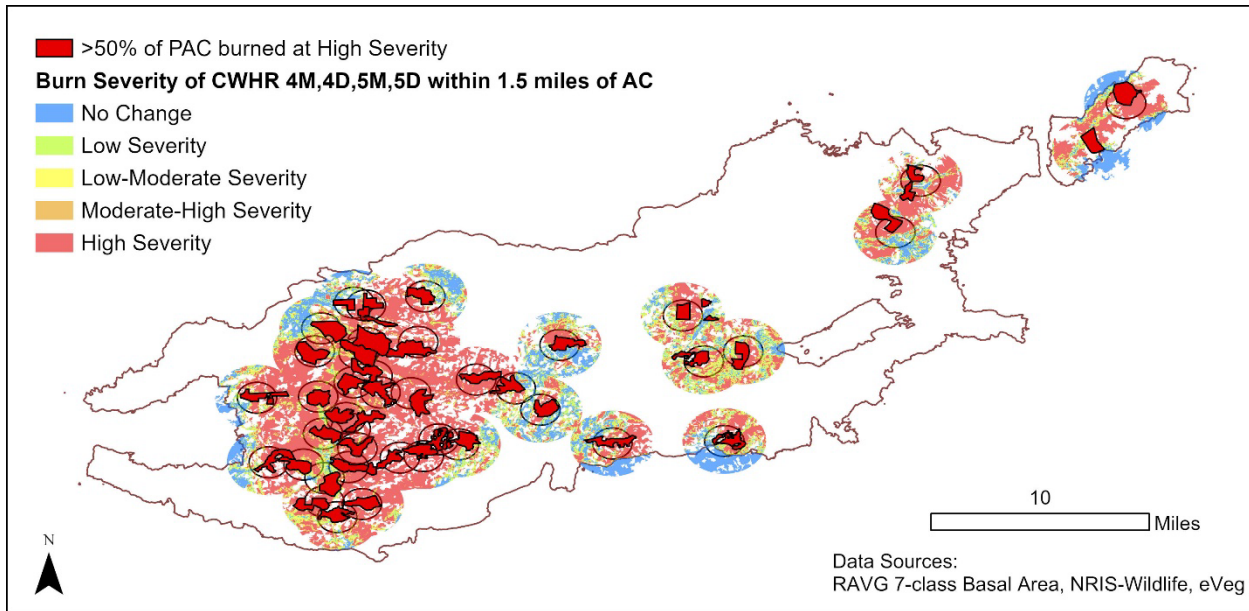 >50% of PAC burned at High Severity
Burn Severity of CWHR 4M,4D,5M,5D within 1.5 miles of AC
No Change
Low Severity
Low-Moderate Severity
Moderate-High Severity
High Severity
10
Miles
N
Data Sources:
RAVG 7-class Basal Area, NRIS-Wildlife, eVeg